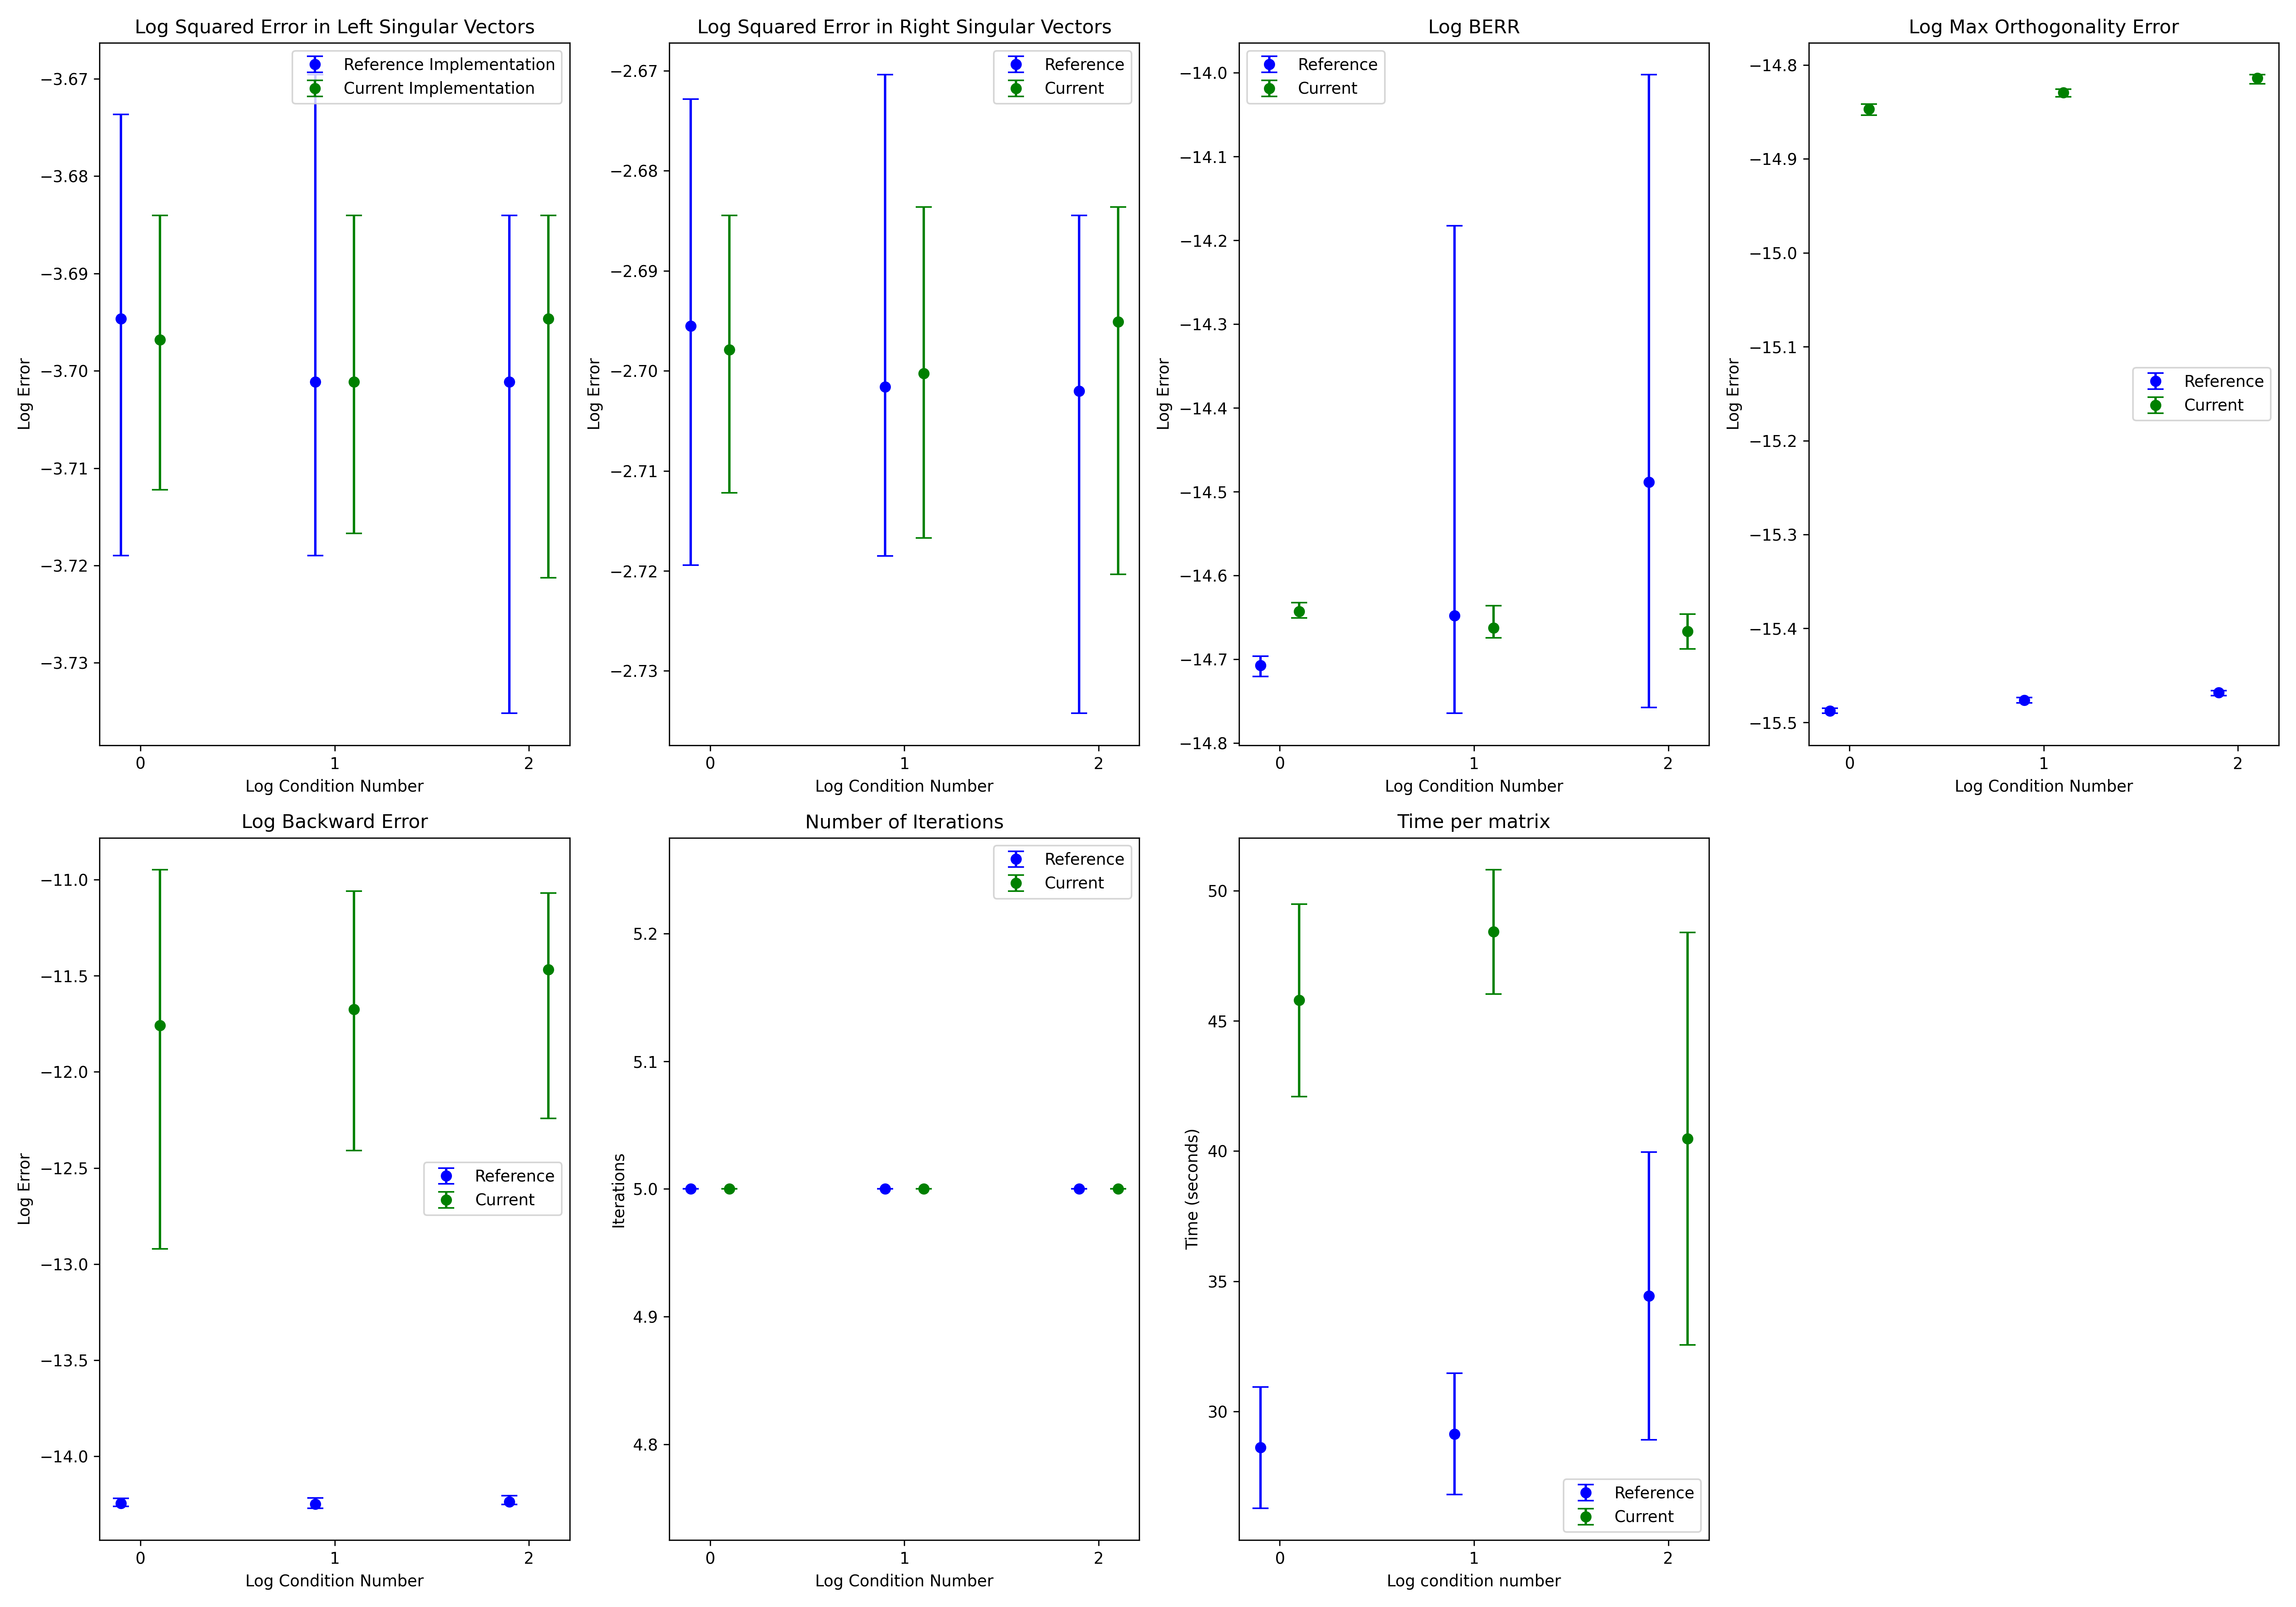 Log Squared Error in Left Singular Vectors
Reference Implementation
Current Implementation
−3.67
−3.68
−3.69
−3.70
−3.71
−3.72
−3.73
Log Error
0
1
2
Log Condition Number
Log Squared Error in Right Singular Vectors
Reference
Current
−2.67
−2.68
−2.69
−2.70
−2.71
−2.72
−2.73
Log Error
0
1
2
Log Condition Number
Log BERR
Reference
Current
−14.0
−14.1
−14.2
−14.3
−14.4
−14.5
−14.6
−14.7
−14.8
Log Error
0
1
2
Log Condition Number
Log Max Orthogonality Error
Reference
Current
−14.8
−14.9
−15.0
−15.1
−15.2
−15.3
−15.4
−15.5
Log Error
0
1
2
Log Condition Number
Log Backward Error
Reference
Current
−11.0
−11.5
−12.0
−12.5
−13.0
−13.5
−14.0
Log Error
0
1
2
Log Condition Number
Number of Iterations
Reference
Current
5.2
5.1
5.0
4.9
4.8
Iterations
0
1
2
Log Condition Number
Time per matrix
Reference
Current
50
45
40
35
30
Time (seconds)
0
1
2
Log condition number